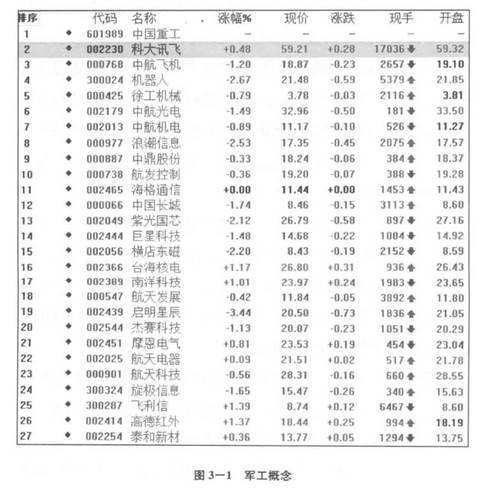 排序 代码 名称 涨幅% 现价 涨跌 现手 开盘
1 601989 中国重工 — — — — —
2 002230 科大讯飞 +0.48 59.21 +0.28 17036 59.32
3 000768 中航飞机 -1.20 18.87 -0.23 2657 19.10
4 300024 机器人 -2.67 21.48 -0.59 5379 21.85
5 000425 徐工机械 -0.79 3.78 -0.03 2116 3.81
6 002179 中航光电 -1.49 32.96 -0.50 181 33.50
7 002013 中航机电 -0.89 11.17 -0.10 526 11.27
8 000977 浪潮信息 -2.53 17.35 -0.45 2075 17.57
9 000887 中鼎股份 -0.33 18.24 -0.06 384 18.37
10 000738 航发控制 -0.36 19.20 -0.07 388 19.28
11 002465 海格通信 +0.00 11.44 +0.00 1453 11.43
12 000066 中国长城 -1.74 8.46 -0.15 3113 8.60
13 002049 紫光国芯 -2.12 26.79 -0.58 897 27.16
14 002444 巨星科技 -1.48 14.68 -0.22 1004 14.92
15 002056 横店东磁 -2.20 8.43 -0.19 2152 8.59
16 002366 台海核电 +1.17 26.80 +0.31 936 26.43
17 002389 南洋科技 +1.01 23.97 +0.24 1983 23.65
18 000547 航天发展 -0.42 11.84 -0.05 3892 11.80
19 002439 启明星辰 -3.44 20.50 -0.73 1836 21.05
20 002544 杰赛科技 -1.13 20.07 -0.23 1051 20.29
21 002451 摩恩电气 +0.81 23.53 +0.19 454 23.04
22 002025 航天电器 +0.09 21.51 +0.02 517 21.78
23 000901 航天科技 -0.56 28.31 -0.16 660 28.55
24 300324 旋极信息 -1.65 15.47 -0.26 340 15.63
25 300287 飞利信 +1.39 8.74 +0.12 6467 8.60
26 002414 高德红外 +1.37 18.44 +0.25 994 18.19
27 002254 泰和新材 +0.36 13.77 +0.05 1294 13.75
图 3-1 军工概念